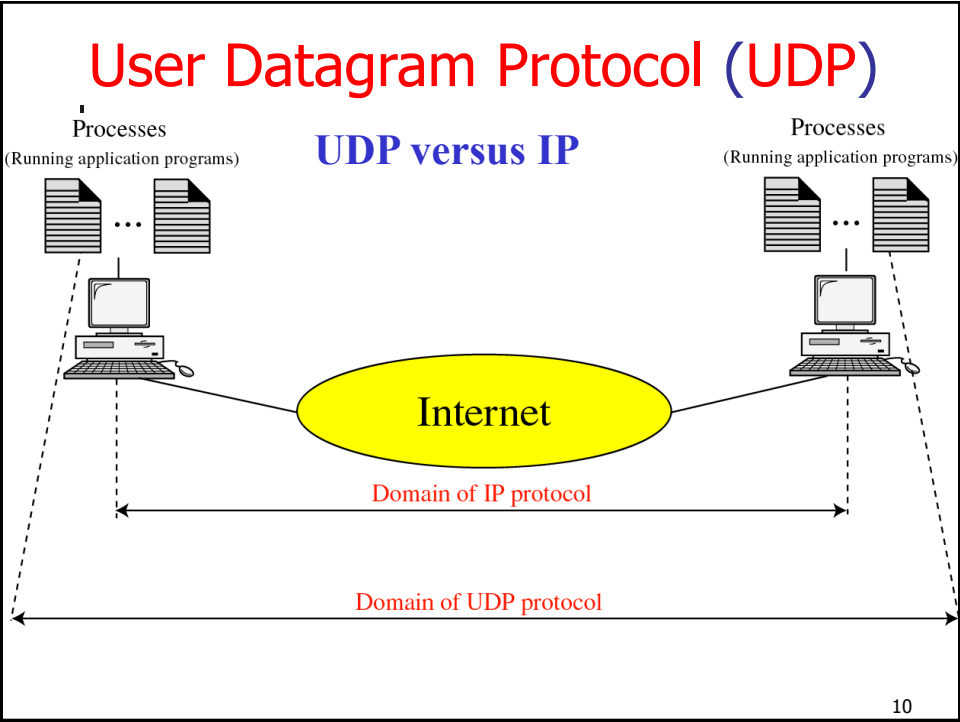 User Datagram Protocol (UDP)
Processes
(Running application programs)
UDP versus IP
Processes
(Running application programs)
...
...
Internet
Domain of IP protocol
Domain of UDP protocol
10